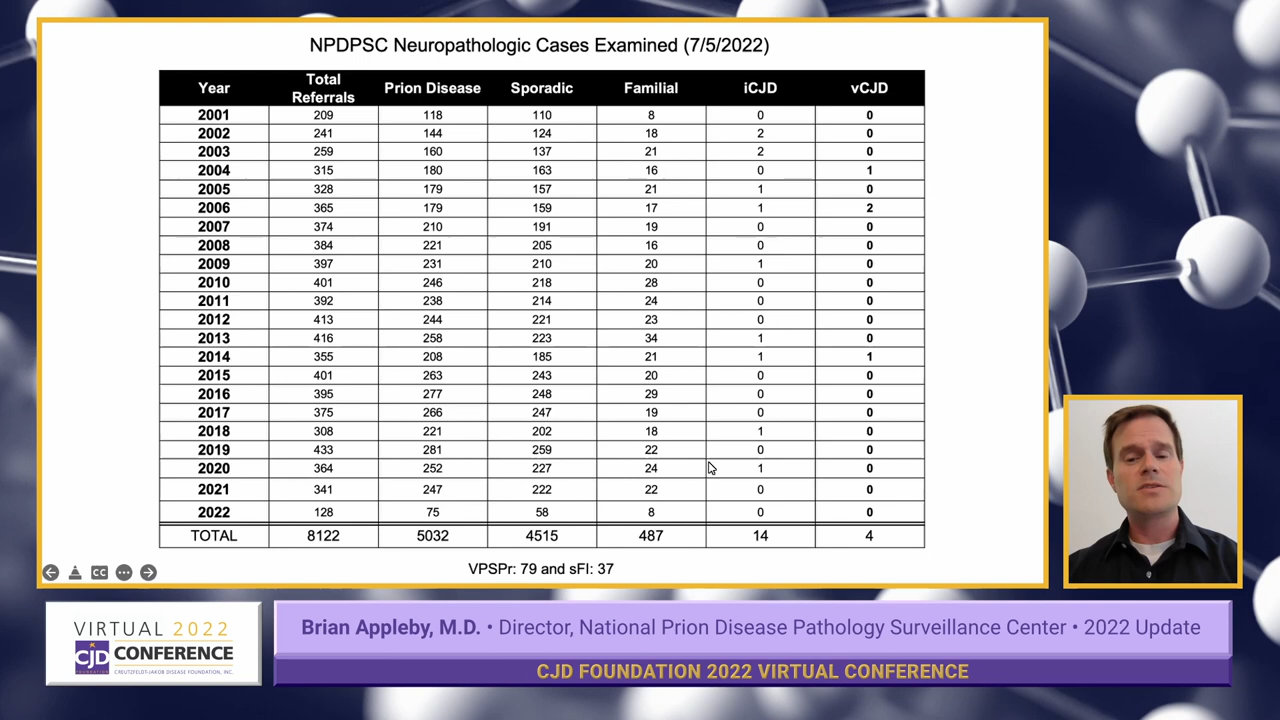 NPDPSC Neuropathologic Cases Examined (7/5/2022)
Year Total Referrals Prion Disease Sporadic Familial iCJD vCJD
2001 209 118 110 8 0 0
2002 241 144 124 18 2 0
2003 259 160 137 21 2 0
2004 315 180 163 16 0 1
2005 328 179 157 21 1 0
2006 365 179 159 17 1 2
2007 374 210 191 19 0 0
2008 384 221 205 16 0 0
2009 397 231 210 20 1 0
2010 401 246 218 28 0 0
2011 392 238 214 24 0 0
2012 413 244 221 23 0 0
2013 416 258 223 34 1 0
2014 355 208 185 21 1 1
2015 401 263 243 20 0 0
2016 395 277 248 29 0 0
2017 375 266 247 19 0 0
2018 308 221 202 18 1 0
2019 433 281 259 22 0 0
2020 364 252 227 24 1 0
2021 341 247 222 22 0 0
2022 128 75 58 8 0 0
TOTAL 8122 5032 4515 487 14 4
VPSPr: 79 and sFI: 37
CC
VIRTUAL 2022
CJD CONFERENCE
FOUNDATION CREUTZFELDT-JAKOB DISEASE FOUNDATION, INC.
Brian Appleby, M.D. • Director, National Prion Disease Pathology Surveillance Center • 2022 Update
CJD FOUNDATION 2022 VIRTUAL CONFERENCE